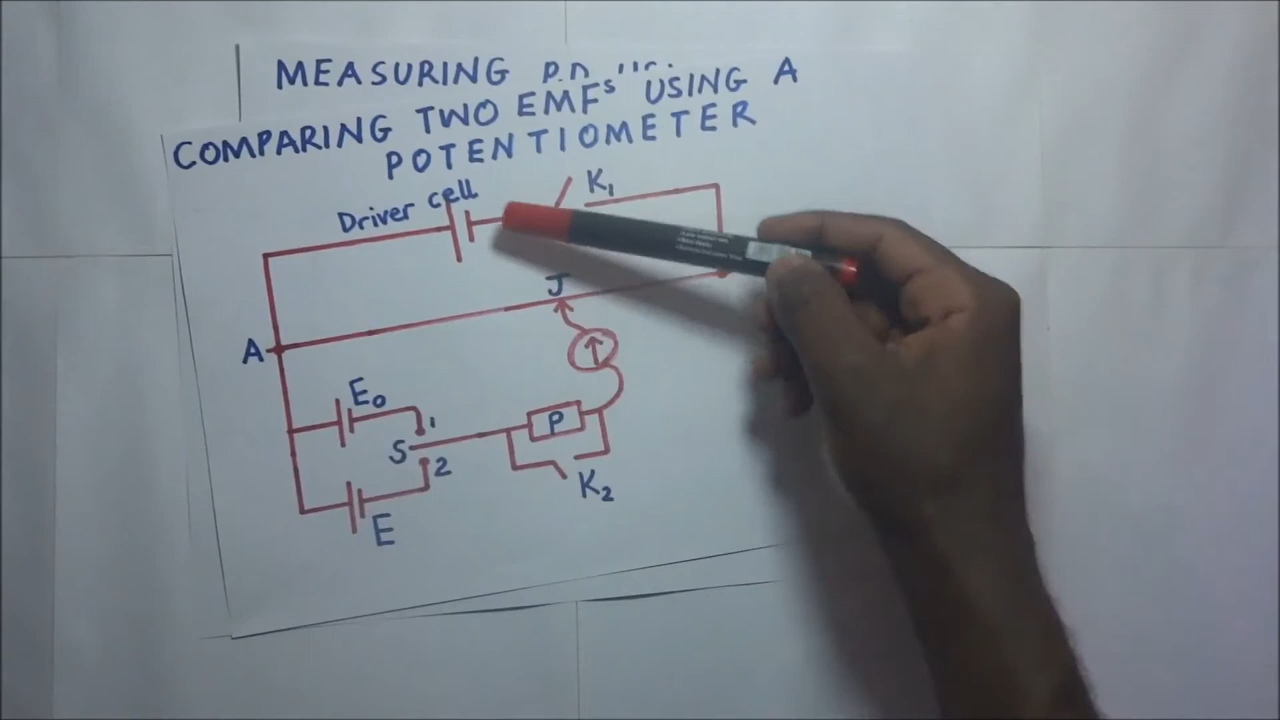 MEASURING P.D
COMPARING TWO EMFs USING A
POTENTIOMETER
Driver cell
K1
J
A
E0
1
S
P
2
K2
E